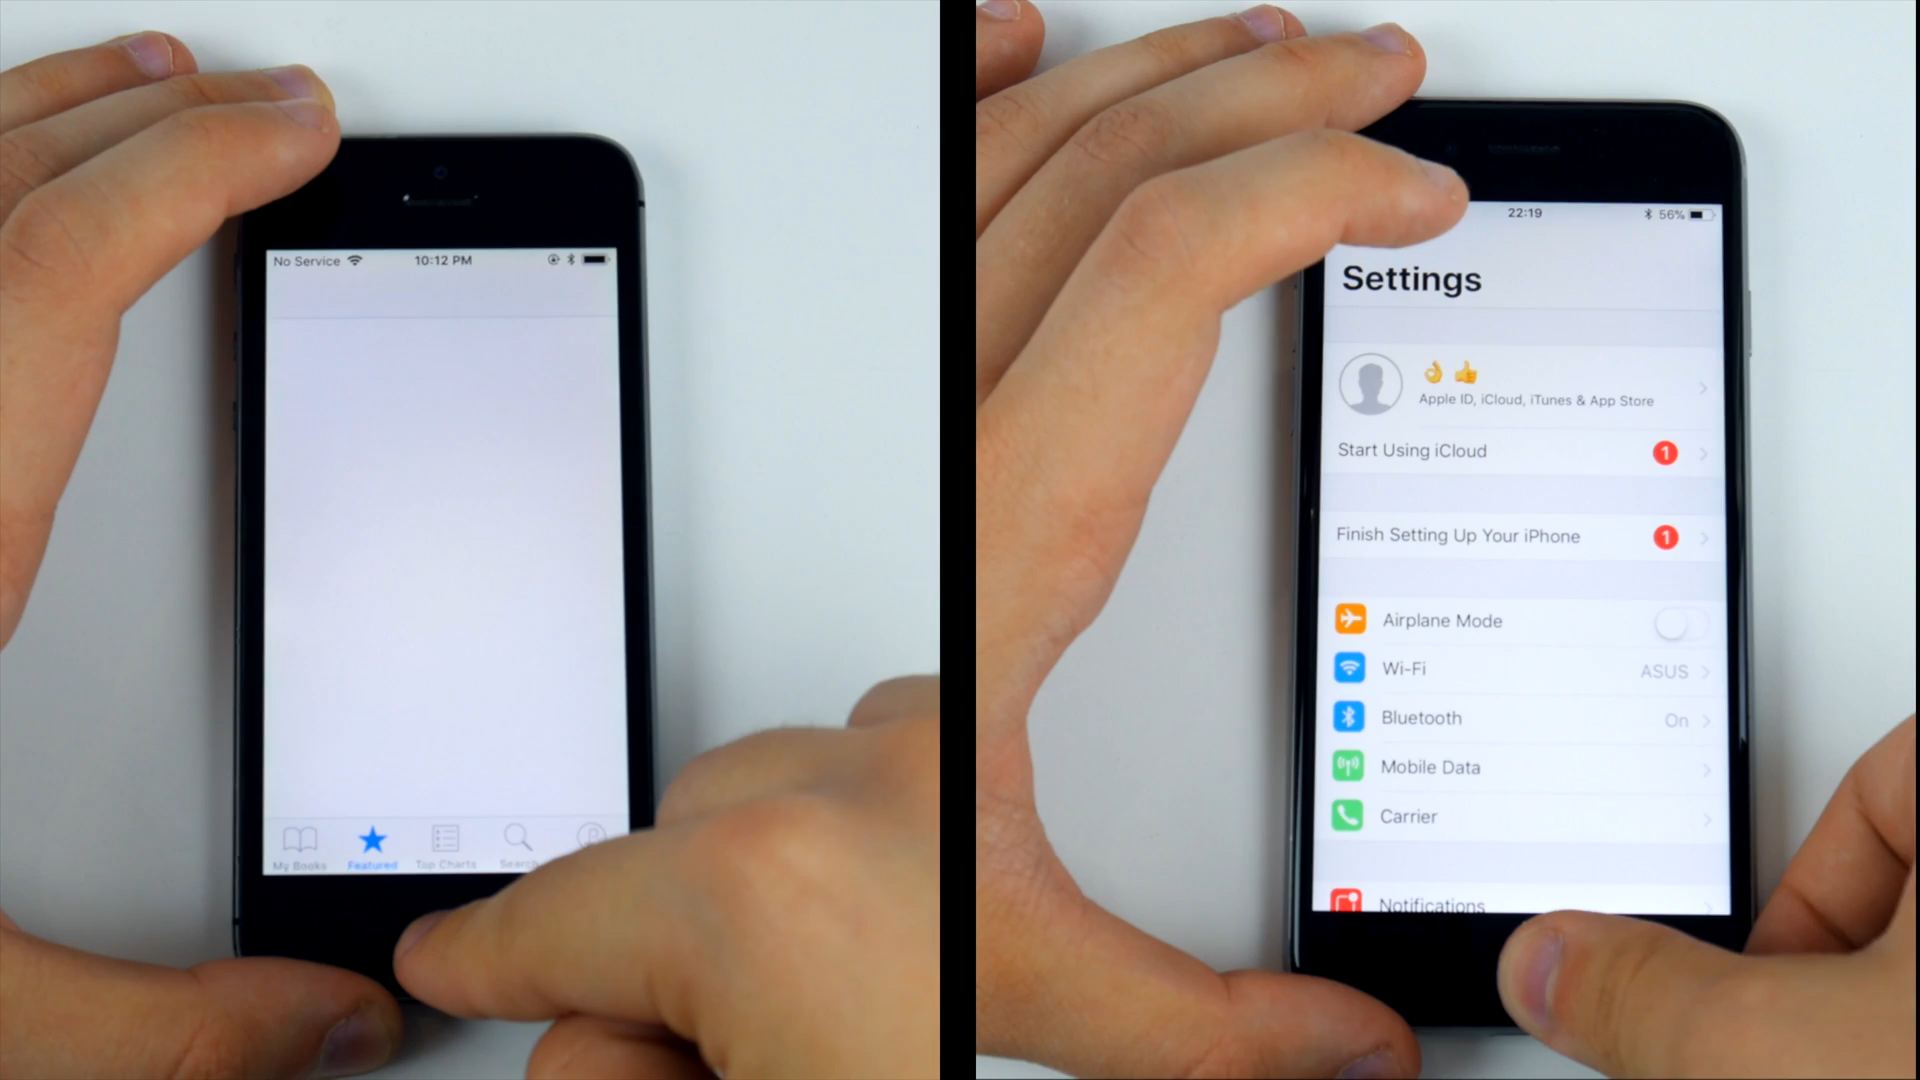 No Service 10:12 PM
My Books Featured Top Charts Search
22:19 56%
Settings
👌 👍
Apple ID, iCloud, iTunes & App Store
Start Using iCloud 1
Finish Setting Up Your iPhone 1
Airplane Mode
Wi-Fi ASUS
Bluetooth On
Mobile Data
Carrier
Notifications